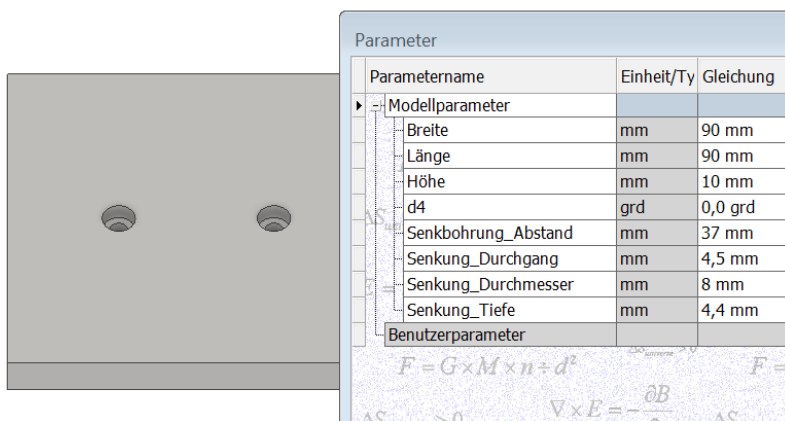 Parameter
Parametername Einheit/Ty Gleichung
Modellparameter
Breite mm 90 mm
Länge mm 90 mm
Höhe mm 10 mm
d4 grd 0,0 grd
Senkbohrung_Abstand mm 37 mm
Senkung_Durchgang mm 4,5 mm
Senkung_Durchmesser mm 8 mm
Senkung_Tiefe mm 4,4 mm
Benutzerparameter
F = G × M × n ÷ d² F =
∇ × E = - ∂B